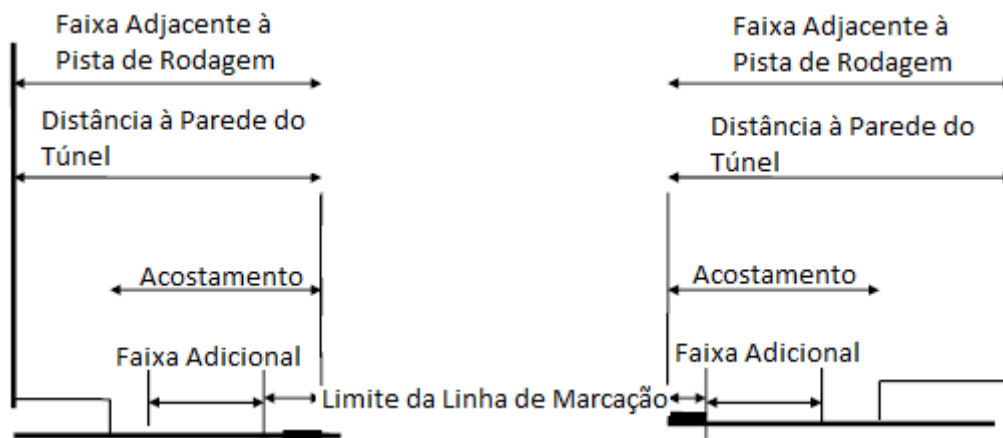 Faixa Adjacente à
Pista de Rodagem
Distância à Parede do
Túnel
Acostamento
Faixa Adicional
Limite da Linha de Marcação
Faixa Adjacente à
Pista de Rodagem
Distância à Parede do
Túnel
Acostamento
Faixa Adicional